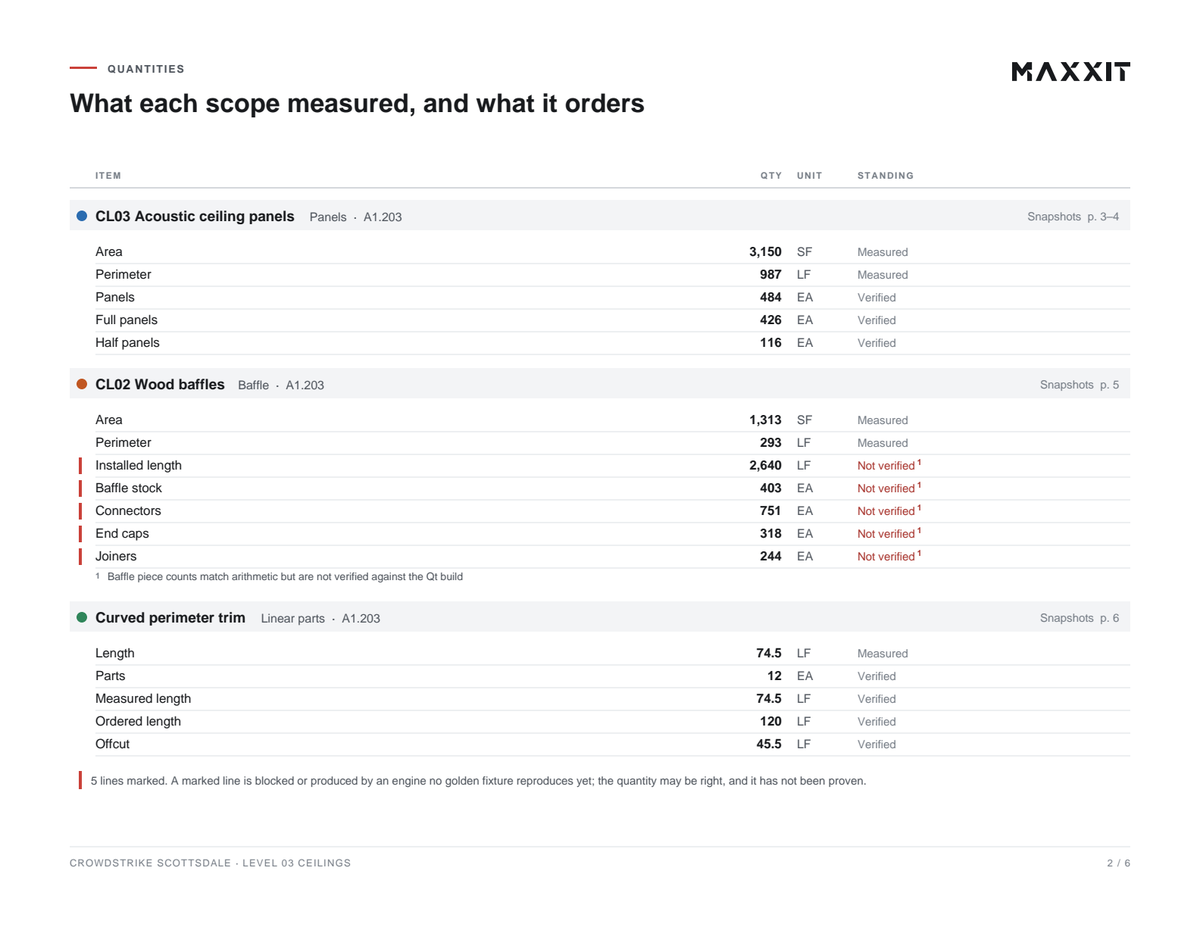 QUANTITIES
MAXXIT
What each scope measured, and what it orders
ITEM QTY UNIT STANDING
CL03 Acoustic ceiling panels Panels · A1.203 Snapshots p. 3–4
Area 3,150 SF Measured
Perimeter 987 LF Measured
Panels 484 EA Verified
Full panels 426 EA Verified
Half panels 116 EA Verified
CL02 Wood baffles Baffle · A1.203 Snapshots p. 5
Area 1,313 SF Measured
Perimeter 293 LF Measured
Installed length 2,640 LF Not verified 1
Baffle stock 403 EA Not verified 1
Connectors 751 EA Not verified 1
End caps 318 EA Not verified 1
Joiners 244 EA Not verified 1
1 Baffle piece counts match arithmetic but are not verified against the Qt build
Curved perimeter trim Linear parts · A1.203 Snapshots p. 6
Length 74.5 LF Measured
Parts 12 EA Verified
Measured length 74.5 LF Verified
Ordered length 120 LF Verified
Offcut 45.5 LF Verified
5 lines marked. A marked line is blocked or produced by an engine no golden fixture reproduces yet; the quantity may be right, and it has not been proven.
CROWDSTRIKE SCOTTSDALE · LEVEL 03 CEILINGS 2 / 6